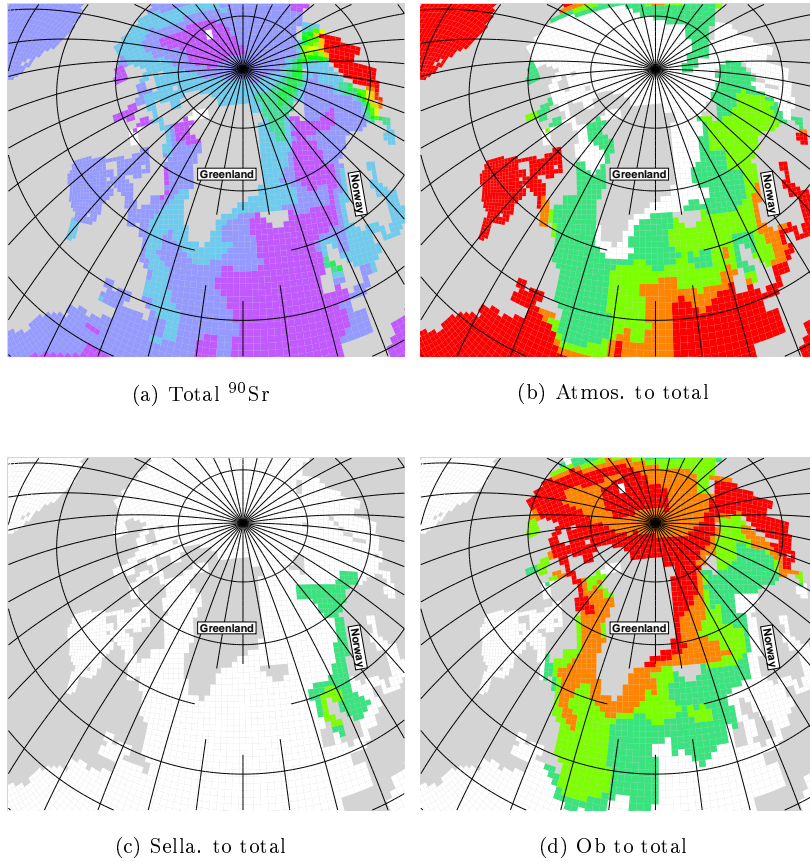 Greenland
Norway
(a) Total ⁹⁰Sr
Greenland
Norway
(b) Atmos. to total
Greenland
Norway
(c) Sella. to total
Greenland
Norway
(d) Ob to total